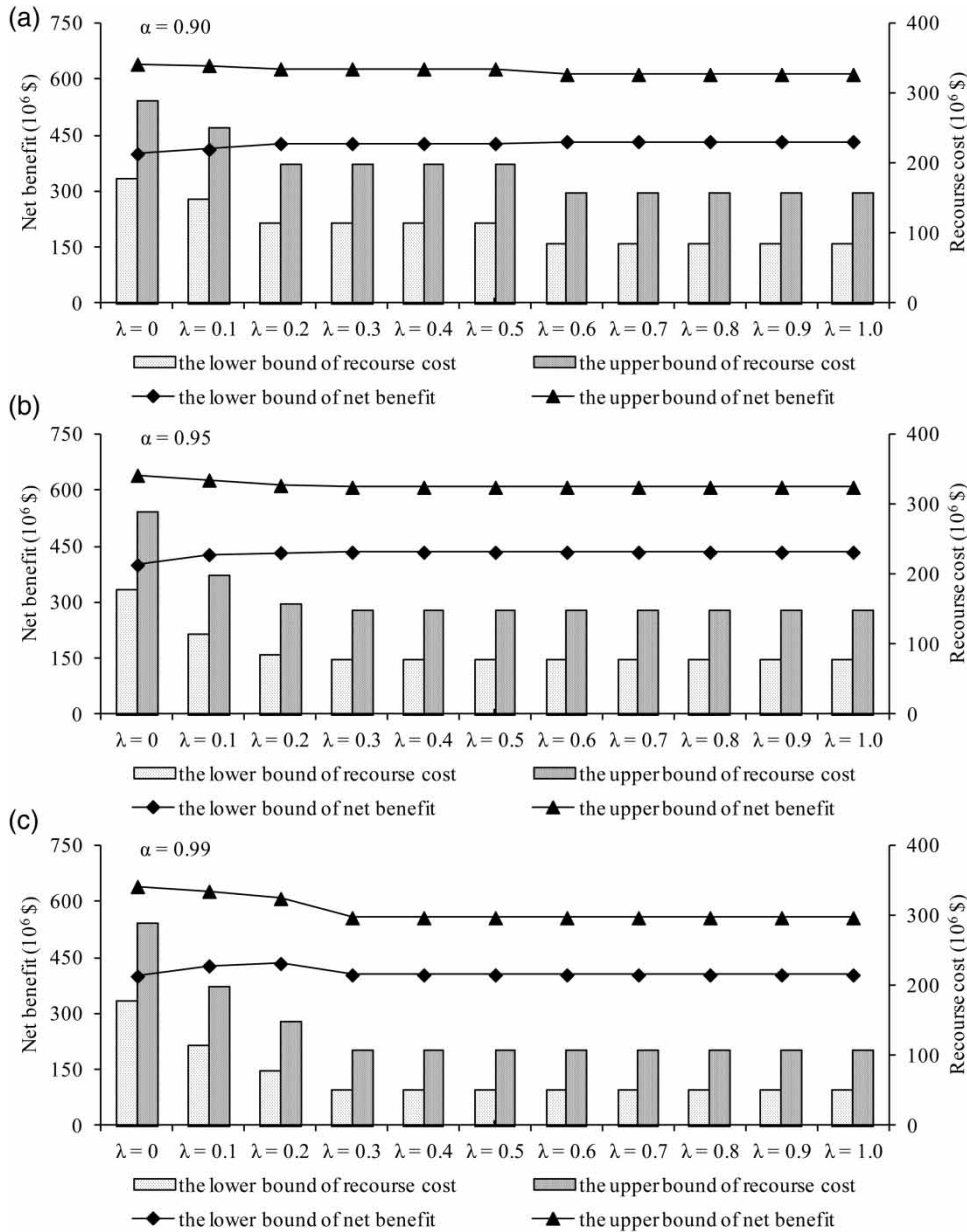 (a)
α = 0.90
Net benefit (10⁶ $)
750
600
450
300
150
0
400
300
200
100
0
Recourse cost (10⁶ $)
λ = 0 λ = 0.1 λ = 0.2 λ = 0.3 λ = 0.4 λ = 0.5 λ = 0.6 λ = 0.7 λ = 0.8 λ = 0.9 λ = 1.0
the lower bound of recourse cost the upper bound of recourse cost
the lower bound of net benefit the upper bound of net benefit
(b)
α = 0.95
Net benefit (10⁶ $)
750
600
450
300
150
0
400
300
200
100
0
Recourse cost (10⁶ $)
λ = 0 λ = 0.1 λ = 0.2 λ = 0.3 λ = 0.4 λ = 0.5 λ = 0.6 λ = 0.7 λ = 0.8 λ = 0.9 λ = 1.0
the lower bound of recourse cost the upper bound of recourse cost
the lower bound of net benefit the upper bound of net benefit
(c)
α = 0.99
Net benefit (10⁶ $)
750
600
450
300
150
0
400
300
200
100
0
Recourse cost (10⁶ $)
λ = 0 λ = 0.1 λ = 0.2 λ = 0.3 λ = 0.4 λ = 0.5 λ = 0.6 λ = 0.7 λ = 0.8 λ = 0.9 λ = 1.0
the lower bound of recourse cost the upper bound of recourse cost
the lower bound of net benefit the upper bound of net benefit